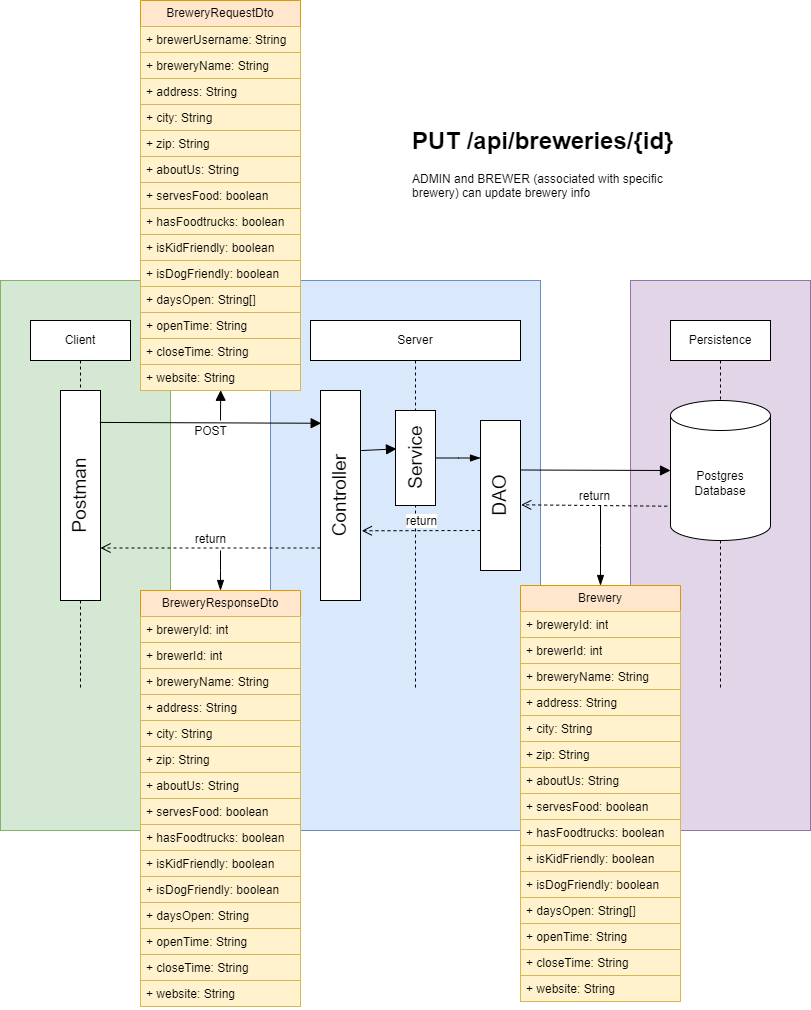 BreweryRequestDto
+ brewerUsername: String
+ breweryName: String
+ address: String
+ city: String
+ zip: String
+ aboutUs: String
+ servesFood: boolean
+ hasFoodtrucks: boolean
+ isKidFriendly: boolean
+ isDogFriendly: boolean
+ daysOpen: String[]
+ openTime: String
+ closeTime: String
+ website: String
PUT /api/breweries/{id}
ADMIN and BREWER (associated with specific
brewery) can update brewery info
Client
Server
Persistence
Postman
POST
Controller
Service
DAO
Postgres
Database
return
return
return
BreweryResponseDto
+ breweryId: int
+ brewerId: int
+ breweryName: String
+ address: String
+ city: String
+ zip: String
+ aboutUs: String
+ servesFood: boolean
+ hasFoodtrucks: boolean
+ isKidFriendly: boolean
+ isDogFriendly: boolean
+ daysOpen: String
+ openTime: String
+ closeTime: String
+ website: String
Brewery
+ breweryId: int
+ brewerId: int
+ breweryName: String
+ address: String
+ city: String
+ zip: String
+ aboutUs: String
+ servesFood: boolean
+ hasFoodtrucks: boolean
+ isKidFriendly: boolean
+ isDogFriendly: boolean
+ daysOpen: String[]
+ openTime: String
+ closeTime: String
+ website: String